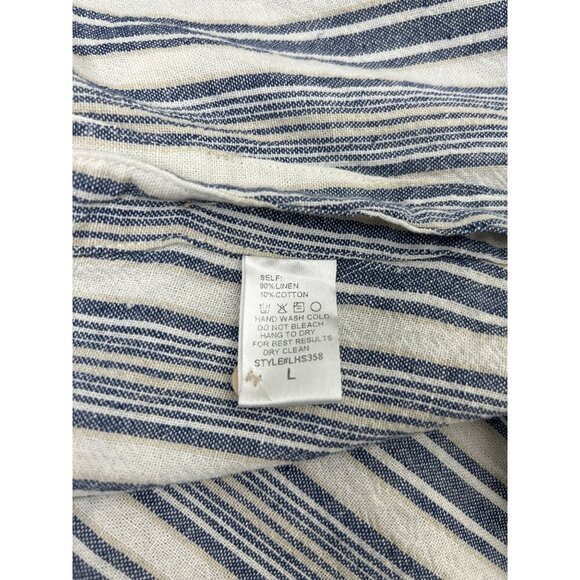 SELF:
90%LINEN
10%COTTON
HAND WASH COLD
DO NOT BLEACH
HANG TO DRY
FOR BEST RESULTS
DRY CLEAN
STYLE#LHS358
L